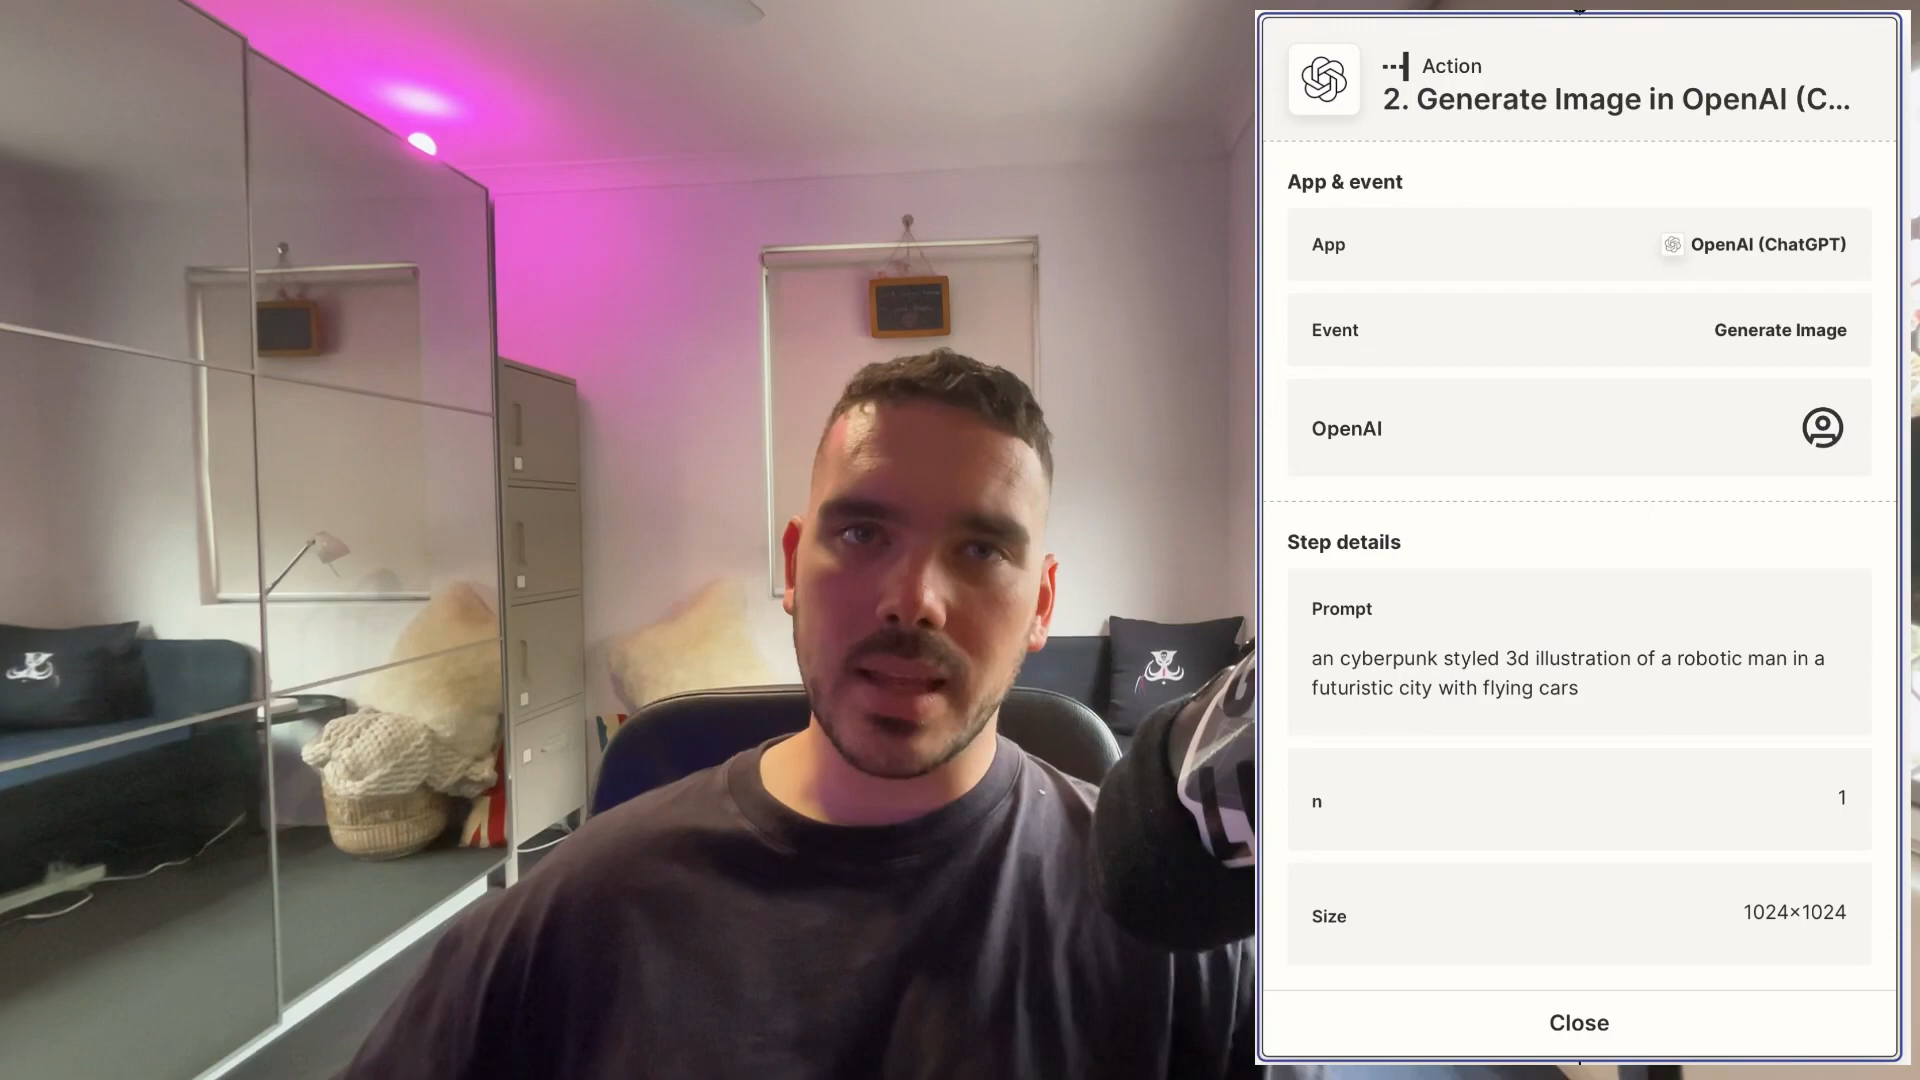 Action
2. Generate Image in OpenAI (C...
App & event
App
OpenAI (ChatGPT)
Event
Generate Image
OpenAI
Step details
Prompt
an cyberpunk styled 3d illustration of a robotic man in a
futuristic city with flying cars
n
1
Size
1024×1024
Close